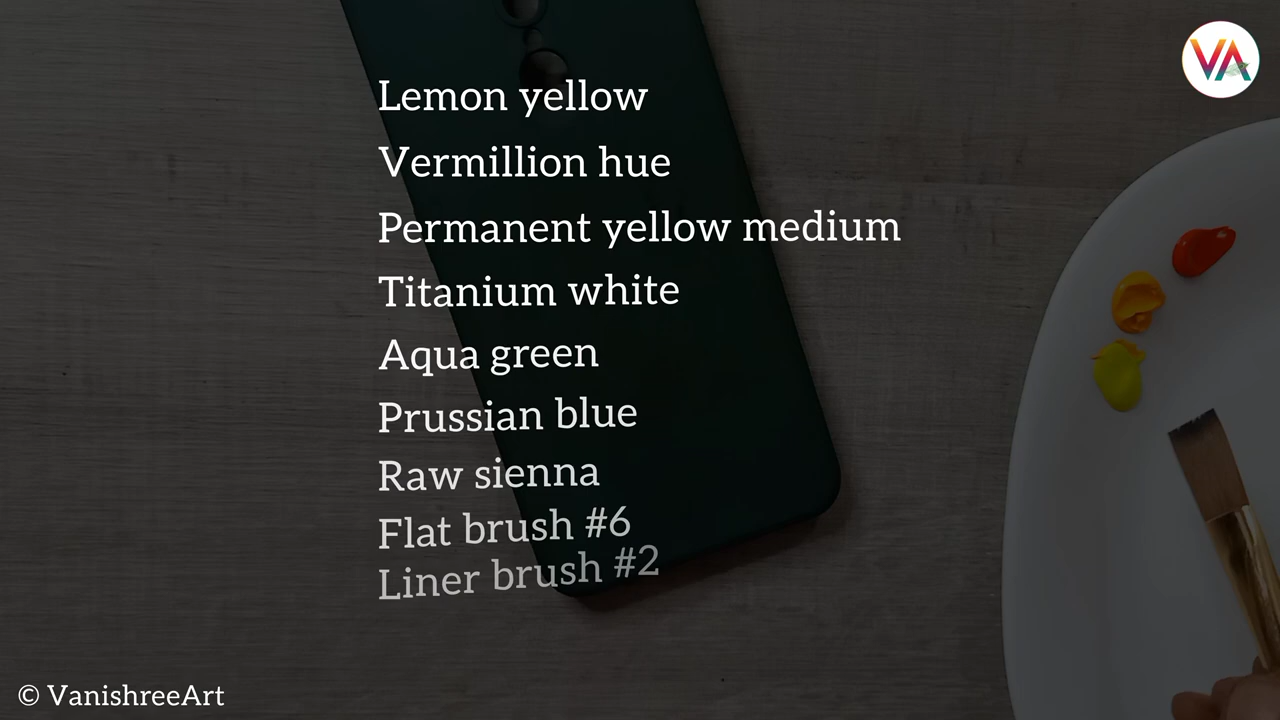 VA
Lemon yellow
Vermillion hue
Permanent yellow medium
Titanium white
Aqua green
Prussian blue
Raw sienna
Flat brush #6
Liner brush #2
© VanishreeArt